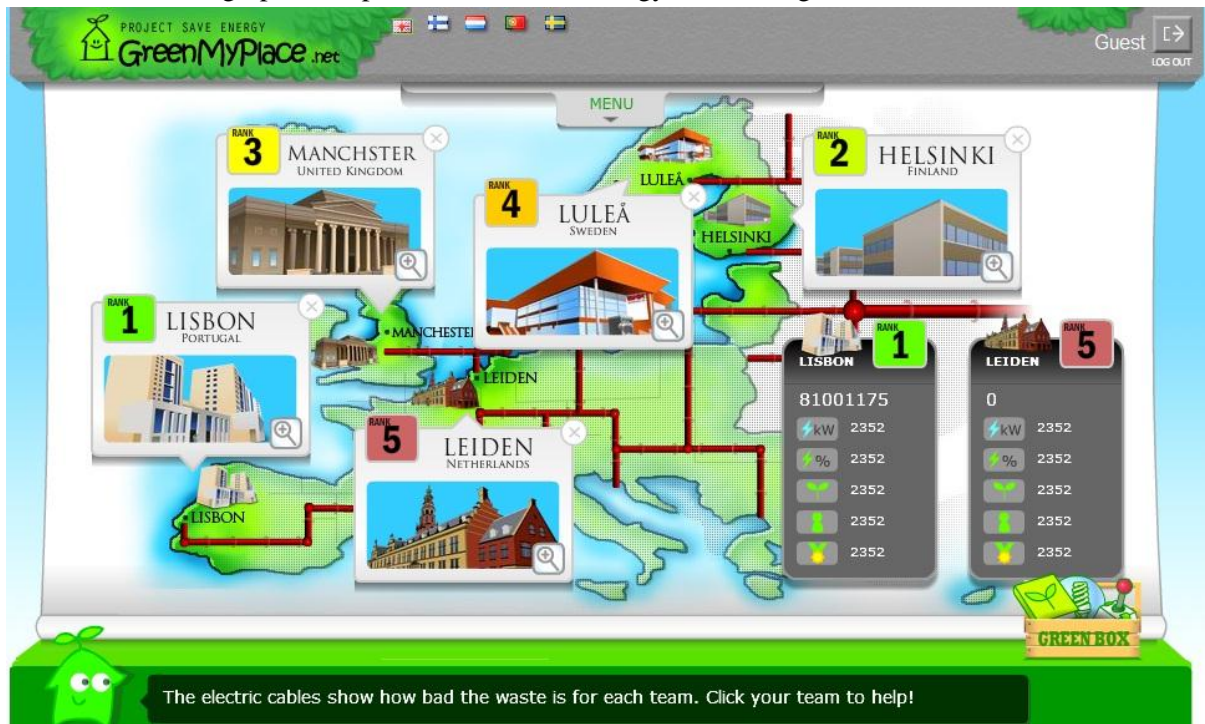 PROJECT SAVE ENERGY
GreenMyPlace.net
Guest
LOG OUT
MENU
RANK
3
MANCHSTER
UNITED KINGDOM
RANK
2
HELSINKI
FINLAND
RANK
4
LULEÅ
SWEDEN
LULEÅ
HELSINKI
RANK
1
LISBON
PORTUGAL
MANCHESTE
LEIDEN
RANK
5
LEIDEN
NETHERLANDS
LISBON
RANK
1
LISBON
81001175
kW 2352
% 2352
2352
2352
2352
RANK
5
LEIDEN
0
kW 2352
% 2352
2352
2352
2352
GREEN BOX
The electric cables show how bad the waste is for each team. Click your team to help!